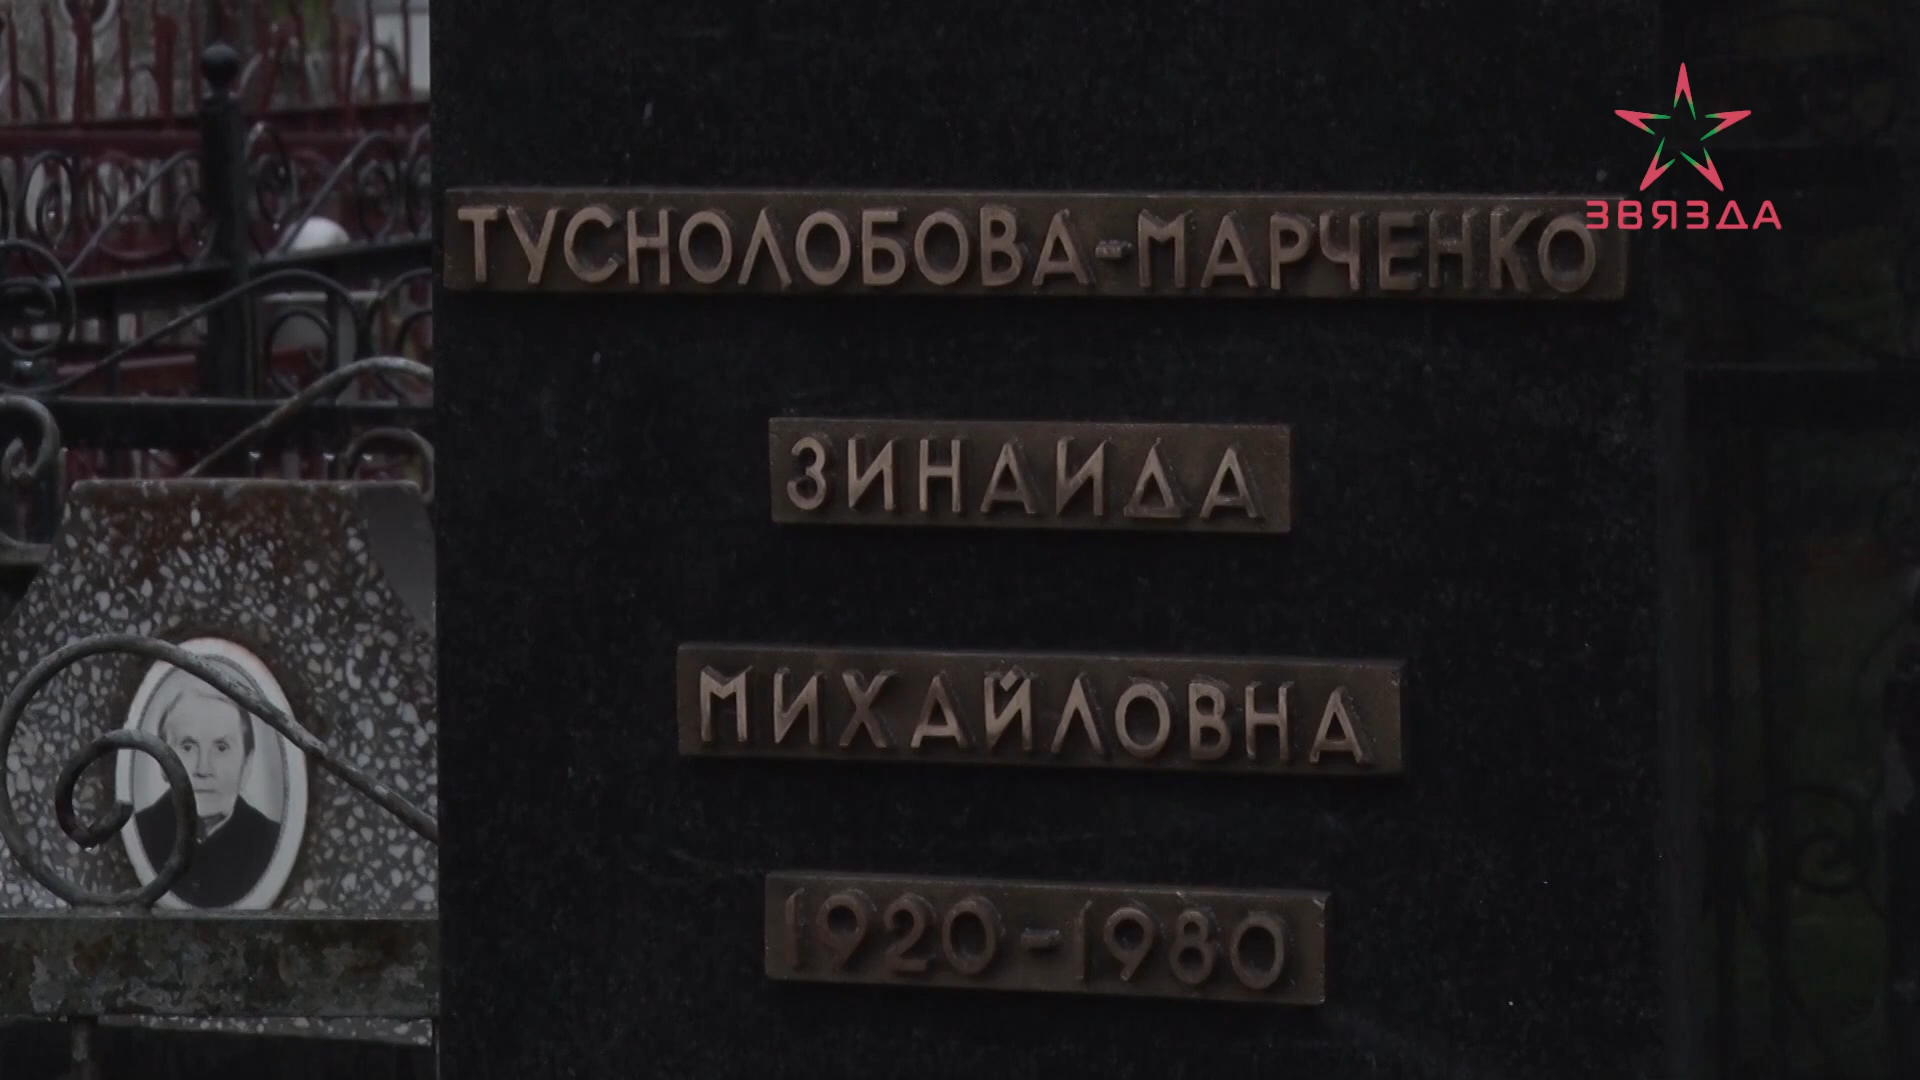 ЗВЯЗДА
ТУСНОЛОБОВА-МАРЧЕНКО
ЗИНАИДА
МИХАЙЛОВНА
1920-1980